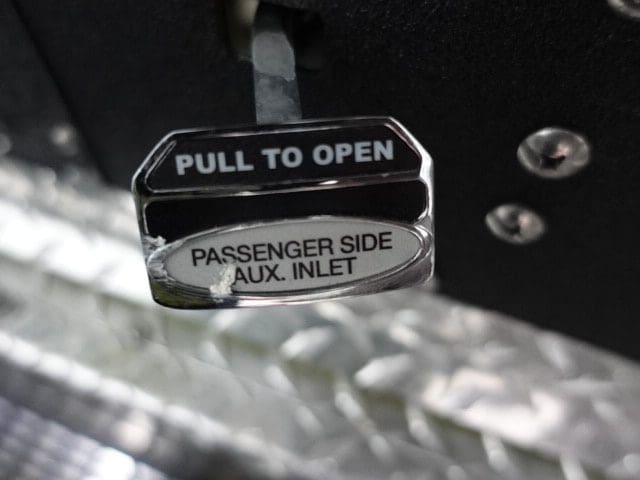 PULL TO OPEN
PASSENGER SIDE
AUX. INLET